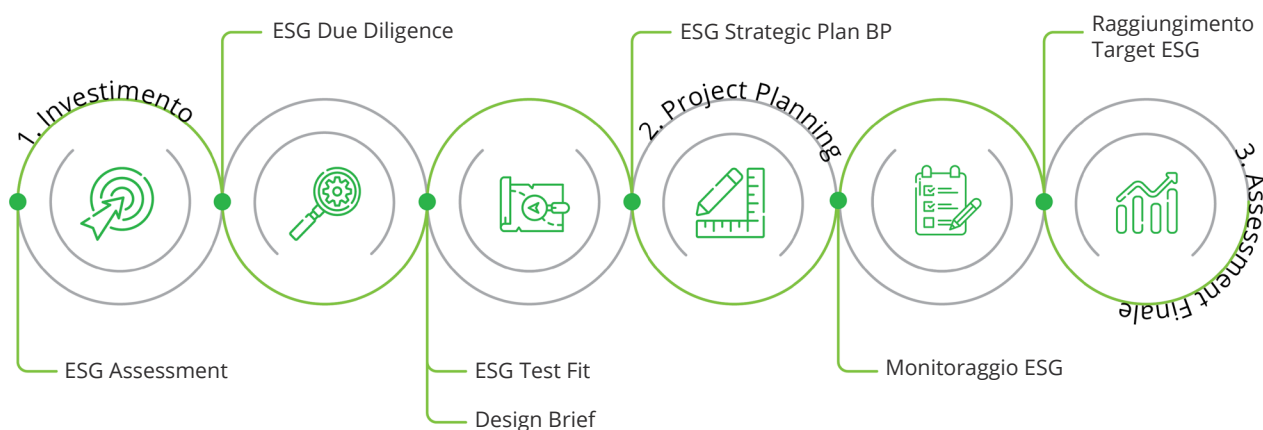 ESG Due Diligence
ESG Strategic Plan BP
Raggiungimento
Target ESG
1. Investimento
2. Project Planning
3. Assessment Finale
ESG Assessment
ESG Test Fit
Design Brief
Monitoraggio ESG